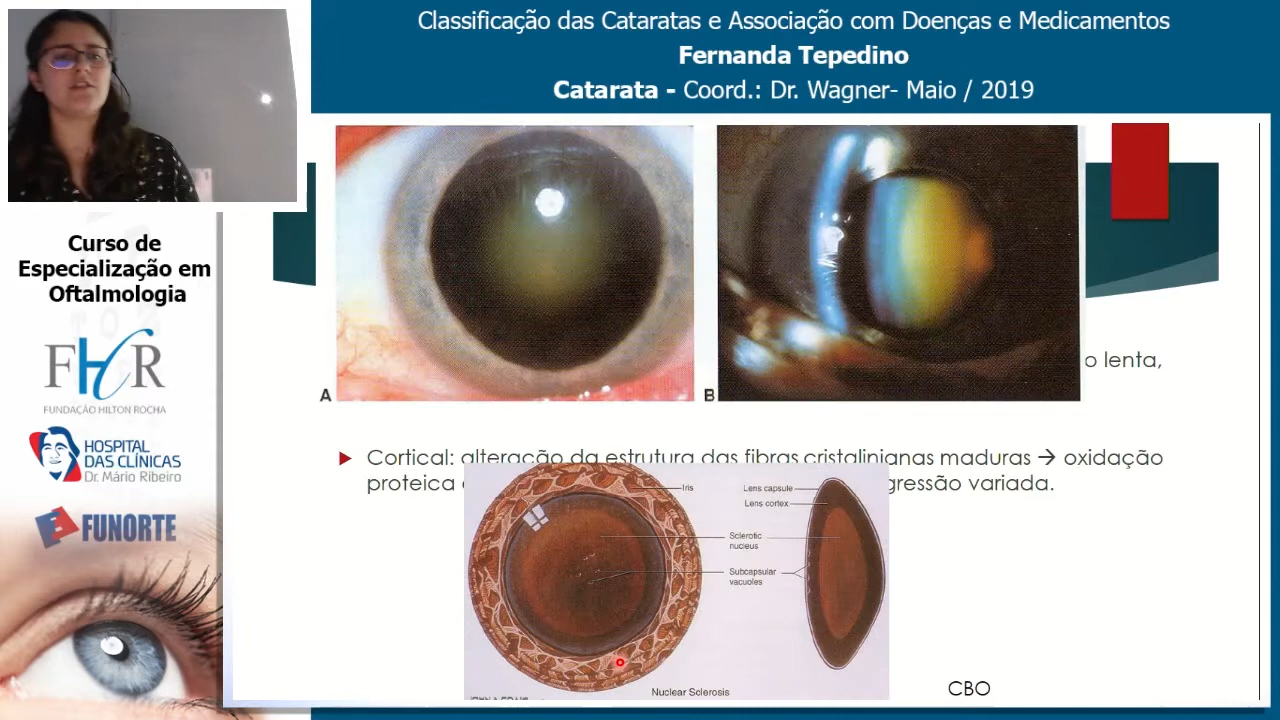 Classificação das Cataratas e Associação com Doenças e Medicamentos
Fernanda Tepedino
Catarata - Coord.: Dr. Wagner- Maio / 2019
Curso de
Especialização em
Oftalmologia
FHR
FUNDAÇÃO HILTON ROCHA
HOSPITAL
DAS CLÍNICAS
Dr. Mário Ribeiro
FUNORTE
A
B
o lenta,
Cortical: alteração da estrutura das fibras cristalinianas maduras → oxidação
proteica
gressão variada.
Iris
Lens capsule
Lens cortex
Sclerotic
nucleus
Subcapsular
vacuoles
Nuclear Sclerosis
CBO